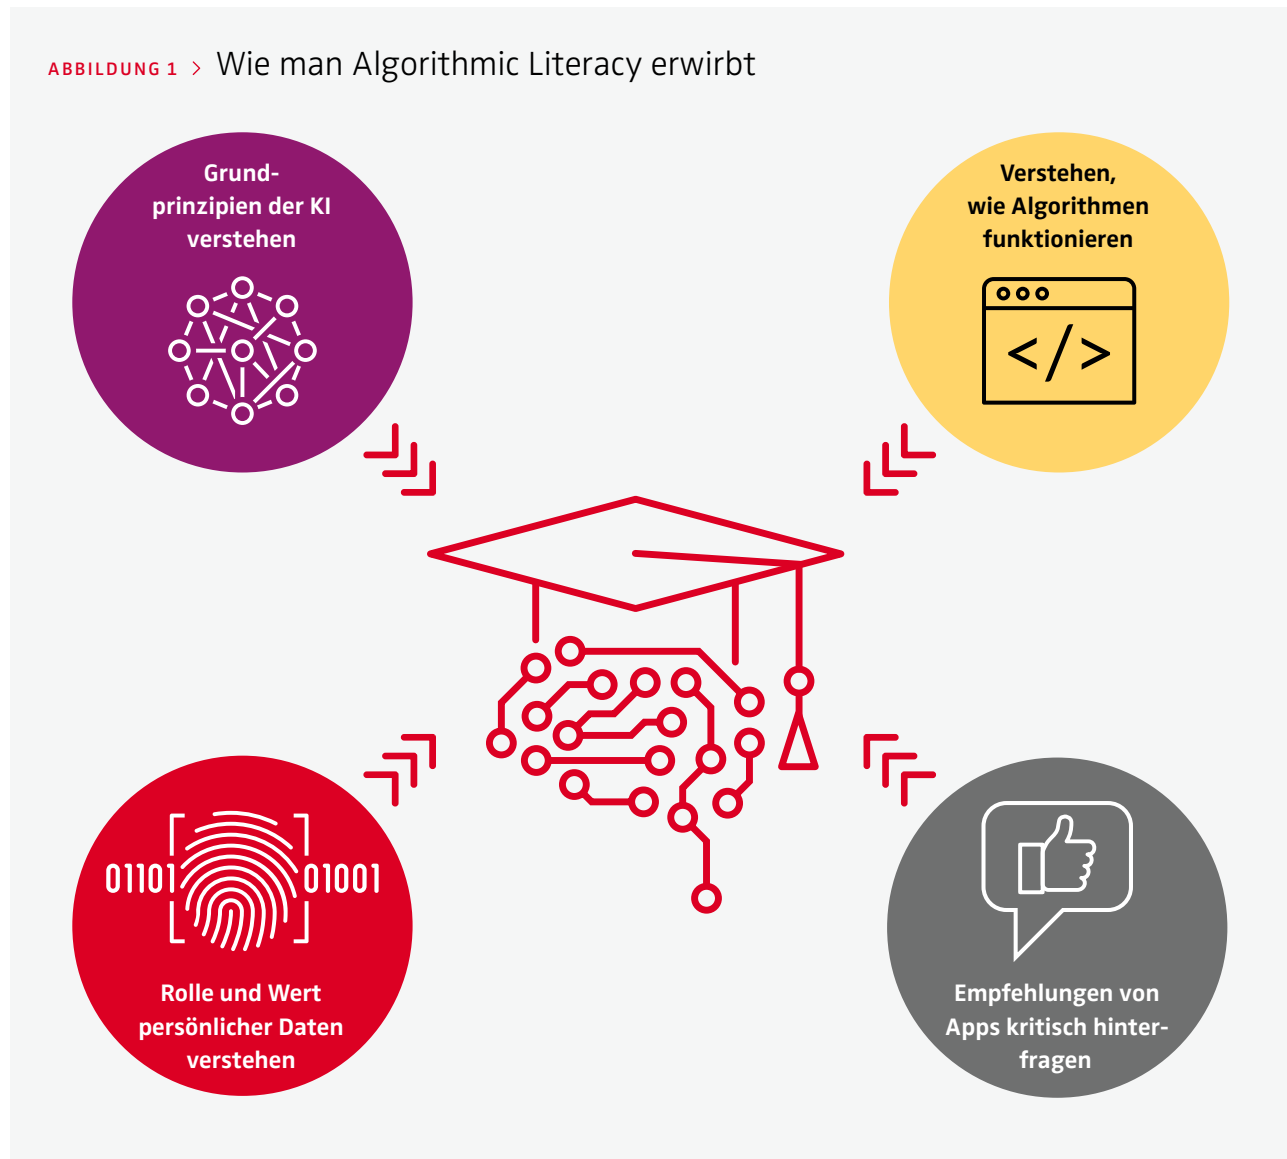 ABBILDUNG 1 > Wie man Algorithmic Literacy erwirbt
Grund-
prinzipien der KI
verstehen
Verstehen,
wie Algorithmen
funktionieren
</>
01101 01001
Rolle und Wert
persönlicher Daten
verstehen
Empfehlungen von
Apps kritisch hinter-
fragen